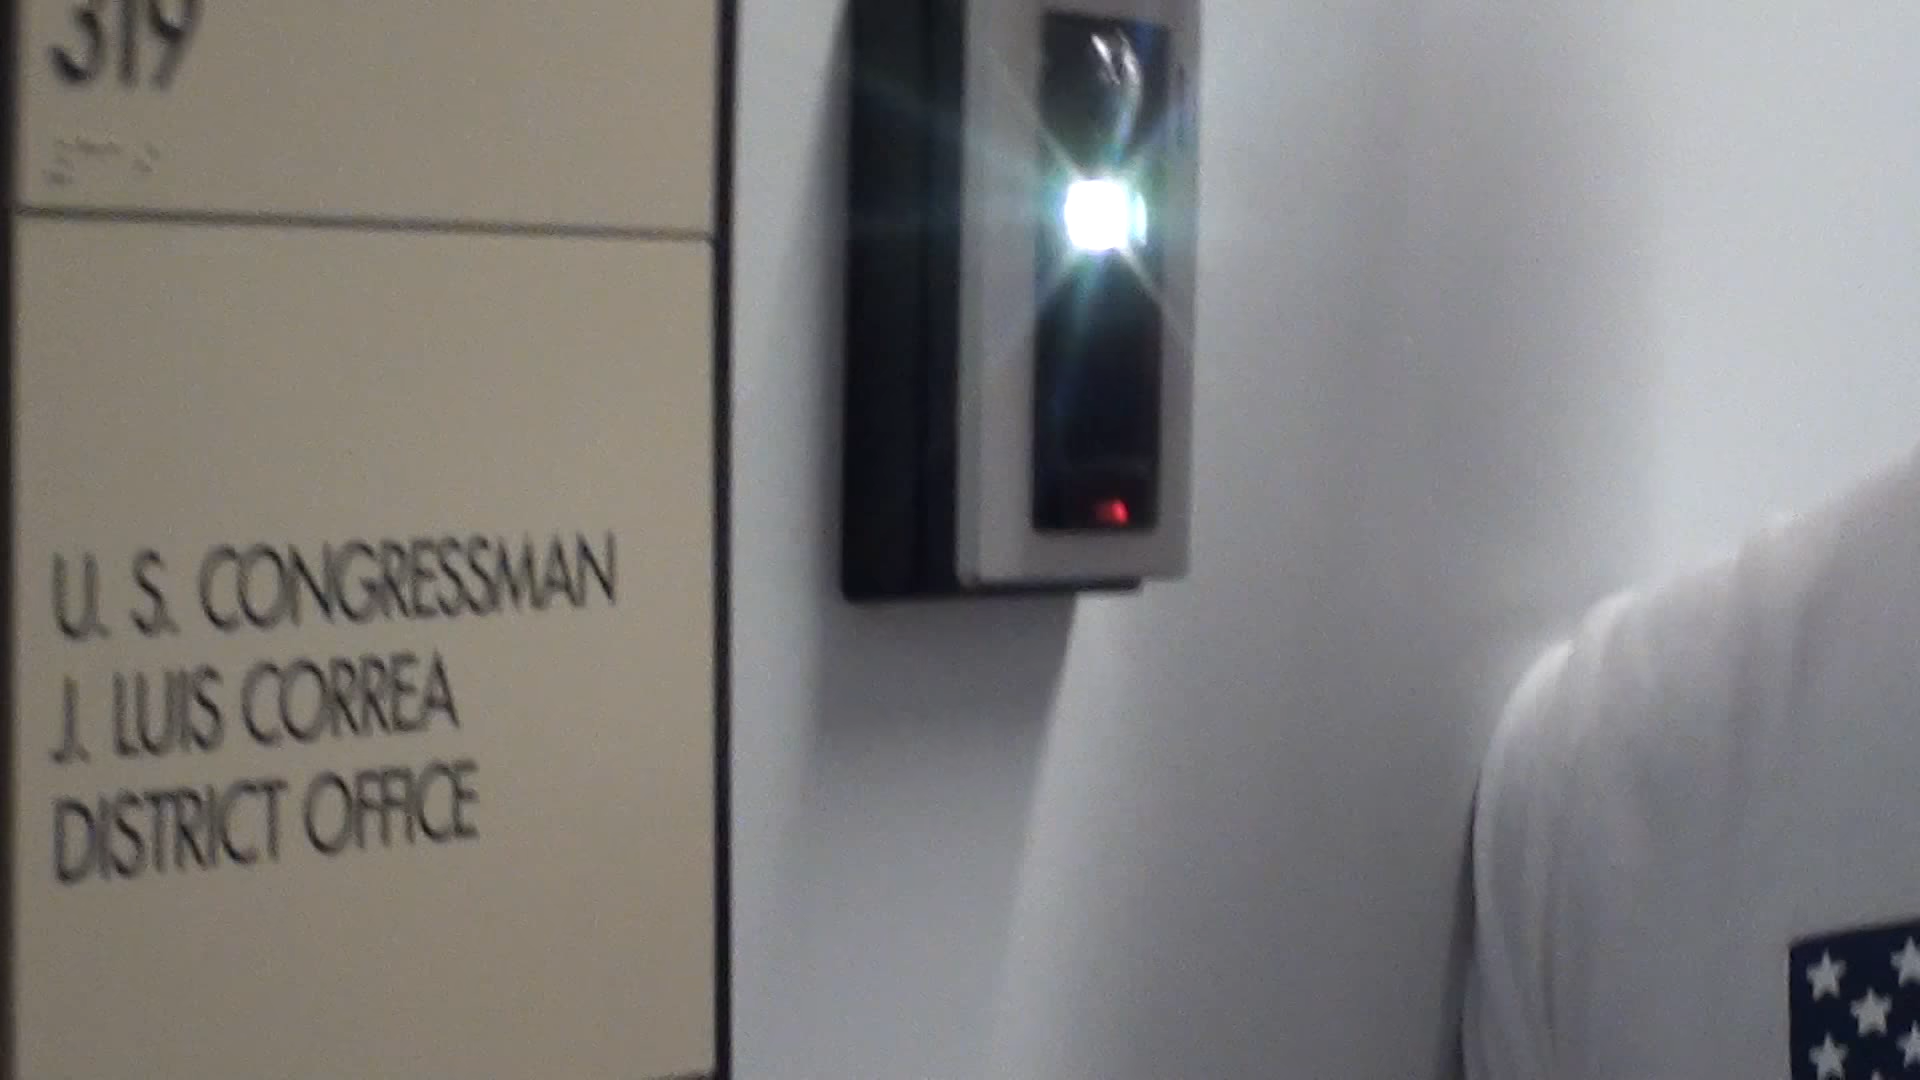 319
U. S. CONGRESSMAN
J. LUIS CORREA
DISTRICT OFFICE